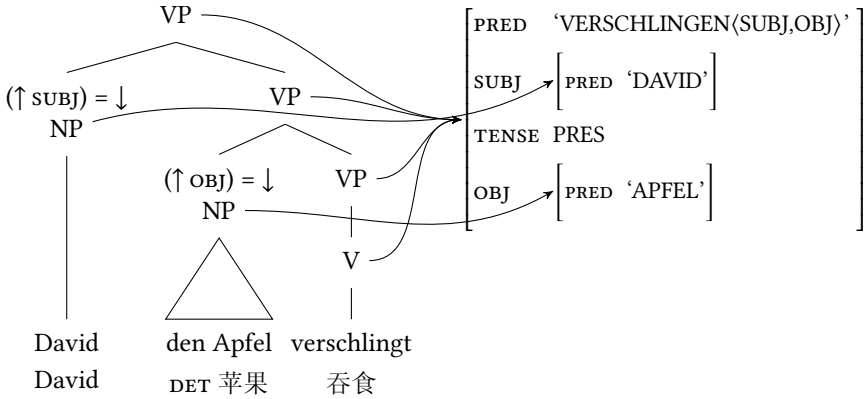 VP
PRED ‘VERSCHLINGEN⟨SUBJ,OBJ⟩’
SUBJ [PRED ‘DAVID’]
(↑ SUBJ) = ↓ VP
NP
TENSE PRES
(↑ OBJ) = ↓ VP
OBJ [PRED ‘APFEL’]
NP
V
David den Apfel verschlingt
David DET 苹果 吞食